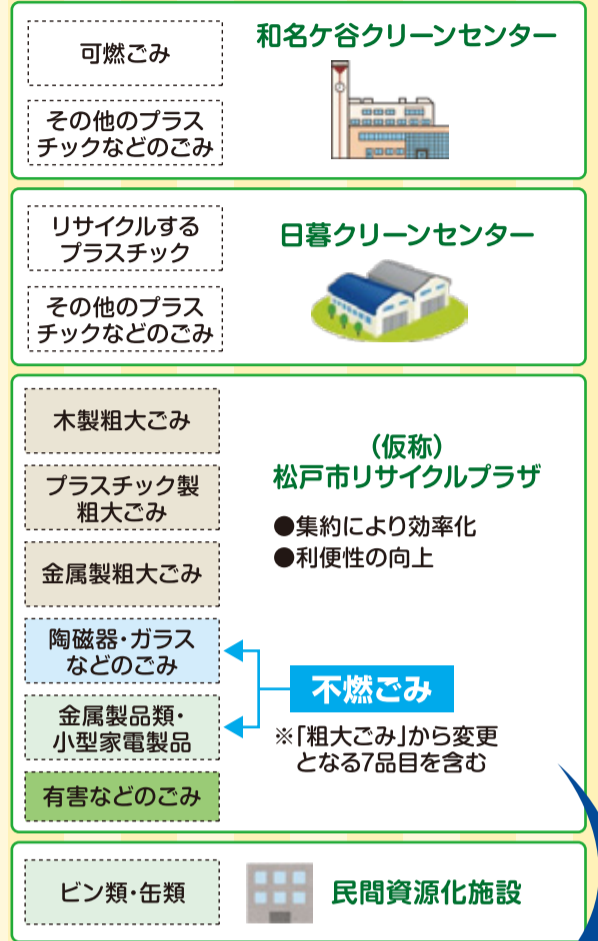 可燃ごみ
和名ケ谷クリーンセンター
その他のプラス
チックなどのごみ
リサイクルする
プラスチック
日暮クリーンセンター
その他のプラス
チックなどのごみ
木製粗大ごみ
プラスチック製
粗大ごみ
金属製粗大ごみ
（仮称）
松戸市リサイクルプラザ
●集約により効率化
●利便性の向上
陶磁器・ガラス
などのごみ
金属製品類・
小型家電製品
有害などのごみ
不燃ごみ
※「粗大ごみ」から変更
となる7品目を含む
ビン類・缶類
民間資源化施設